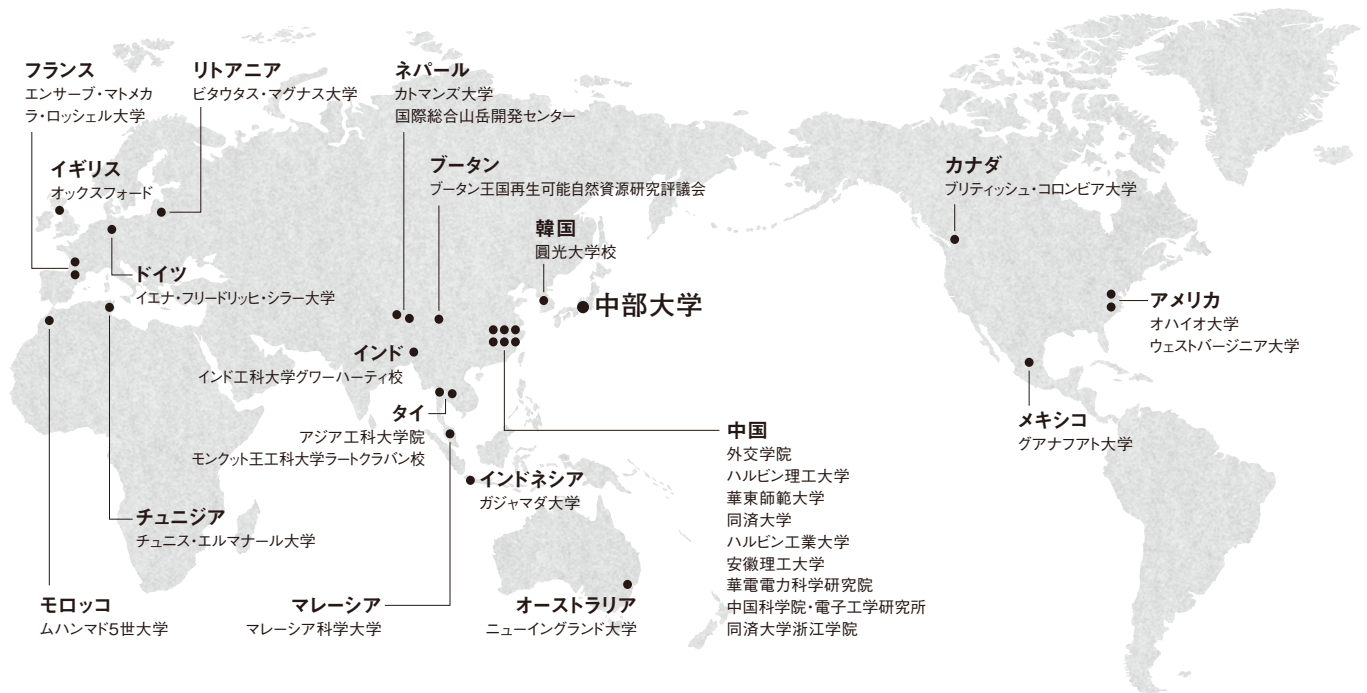 フランス
エンサーブ・マトメカ
ラ・ロッシェル大学
リトアニア
ビタウタス・マグナス大学
ネパール
カトマンズ大学
国際総合山岳開発センター
イギリス
オックスフォード
ブータン
ブータン王国再生可能自然資源研究評議会
カナダ
ブリティッシュ・コロンビア大学
韓国
圓光大学校
ドイツ
イエナ・フリードリッヒ・シラー大学
中部大学
アメリカ
オハイオ大学
ウェストバージニア大学
インド
インド工科大学グワーハーティ校
タイ
アジア工科大学院
モンクット王工科大学ラートクラバン校
メキシコ
グアナフアト大学
中国
外交学院
ハルビン理工大学
華東師範大学
同済大学
ハルビン工業大学
安徽理工大学
華電電力科学研究院
中国科学院・電子工学研究所
同済大学浙江学院
インドネシア
ガジャマダ大学
チュニジア
チュニス・エルマナール大学
モロッコ
ムハンマド5世大学
マレーシア
マレーシア科学大学
オーストラリア
ニューイングランド大学